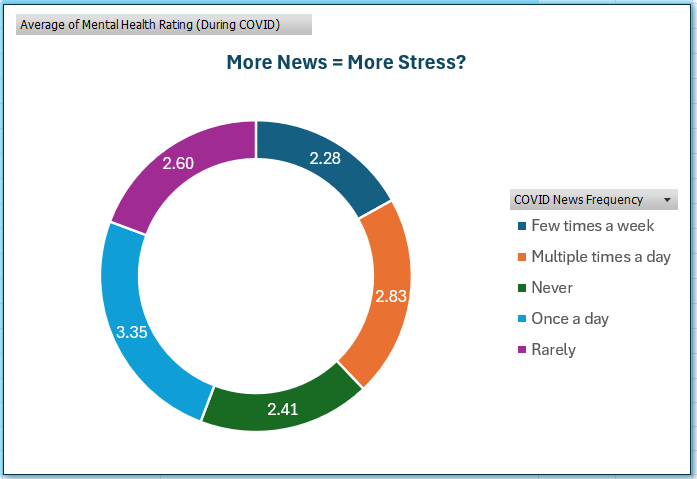 Average of Mental Health Rating (During COVID)
More News = More Stress?
2.60
2.28
2.83
3.35
2.41
COVID News Frequency
Few times a week
Multiple times a day
Never
Once a day
Rarely